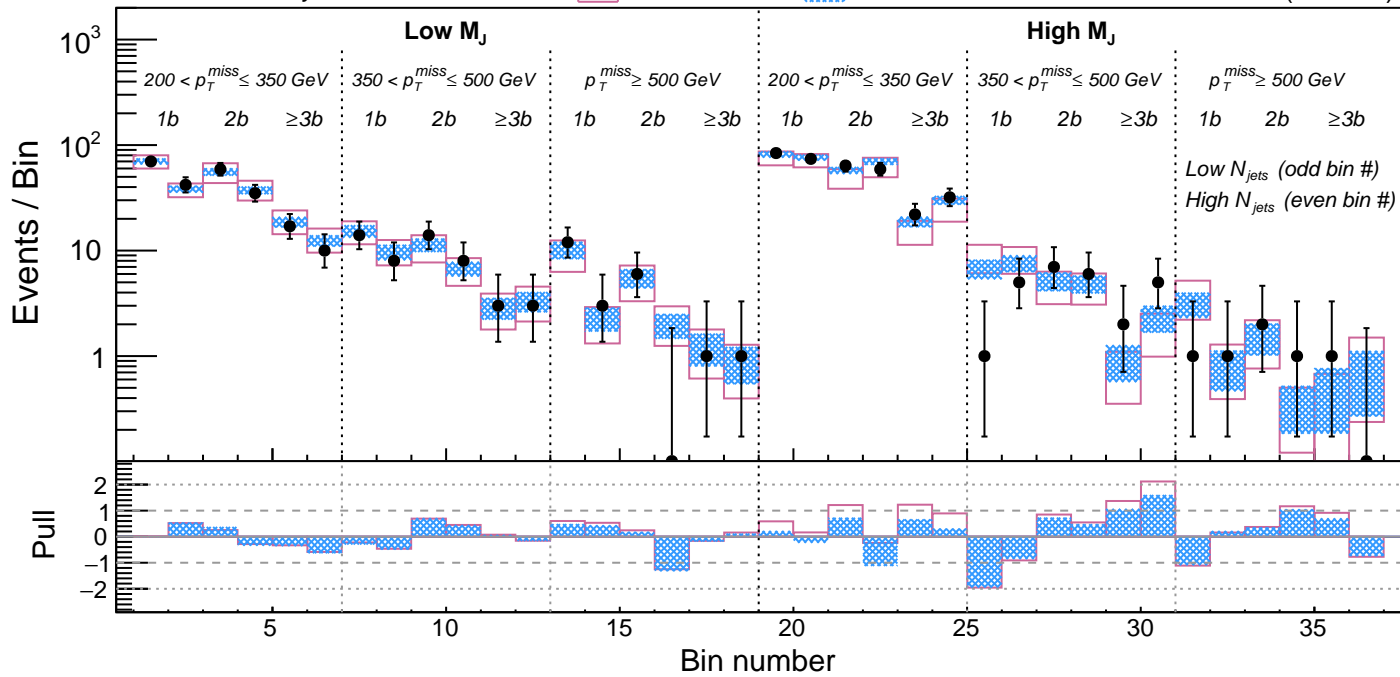 Low M_J High M_J
200 < p_T^miss ≤ 350 GeV 350 < p_T^miss ≤ 500 GeV p_T^miss ≥ 500 GeV 200 < p_T^miss ≤ 350 GeV 350 < p_T^miss ≤ 500 GeV p_T^miss ≥ 500 GeV
1b 2b ≥3b 1b 2b ≥3b 1b 2b ≥3b 1b 2b ≥3b 1b 2b ≥3b 1b 2b ≥3b
Low N_jets (odd bin #)
High N_jets (even bin #)
Events / Bin
10^3
10^2
10
1
Pull
2
1
0
−1
−2
5 10 15 20 25 30 35
Bin number